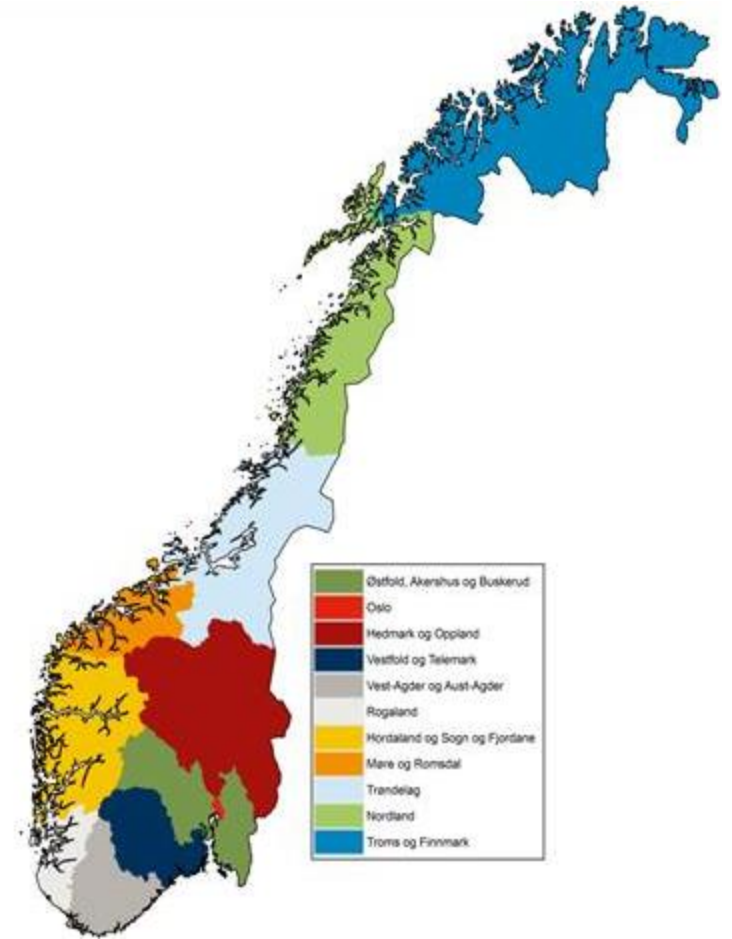 Østfold, Akershus og Buskerud
Oslo
Hedmark og Oppland
Vestfold og Telemark
Vest-Agder og Aust-Agder
Rogaland
Hordaland og Sogn og Fjordane
Møre og Romsdal
Trøndelag
Nordland
Troms og Finnmark